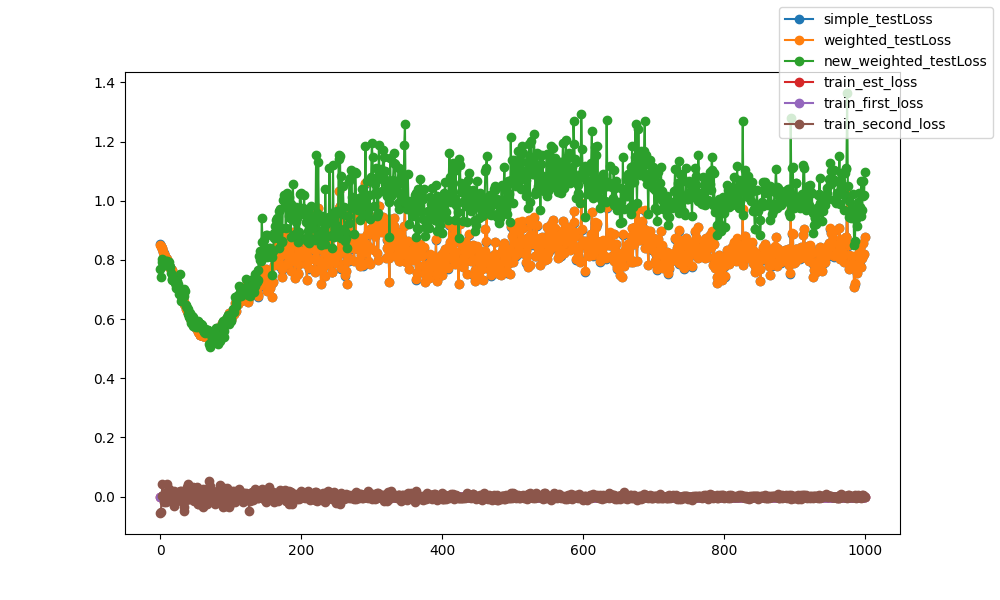 simple_testLoss
weighted_testLoss
new_weighted_testLoss
train_est_loss
train_first_loss
train_second_loss
1.4
1.2
1.0
0.8
0.6
0.4
0.2
0.0
0 200 400 600 800 1000